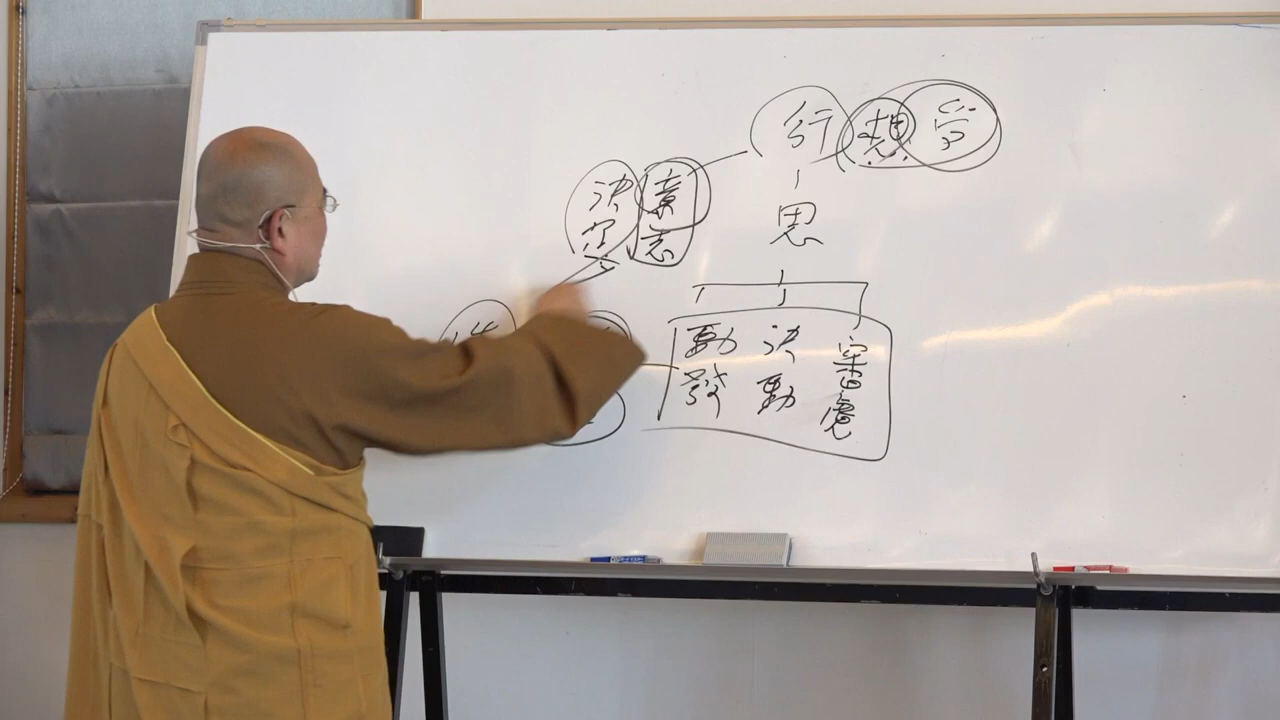 受 想 行
思
審慮
決動
動發
意志
決定